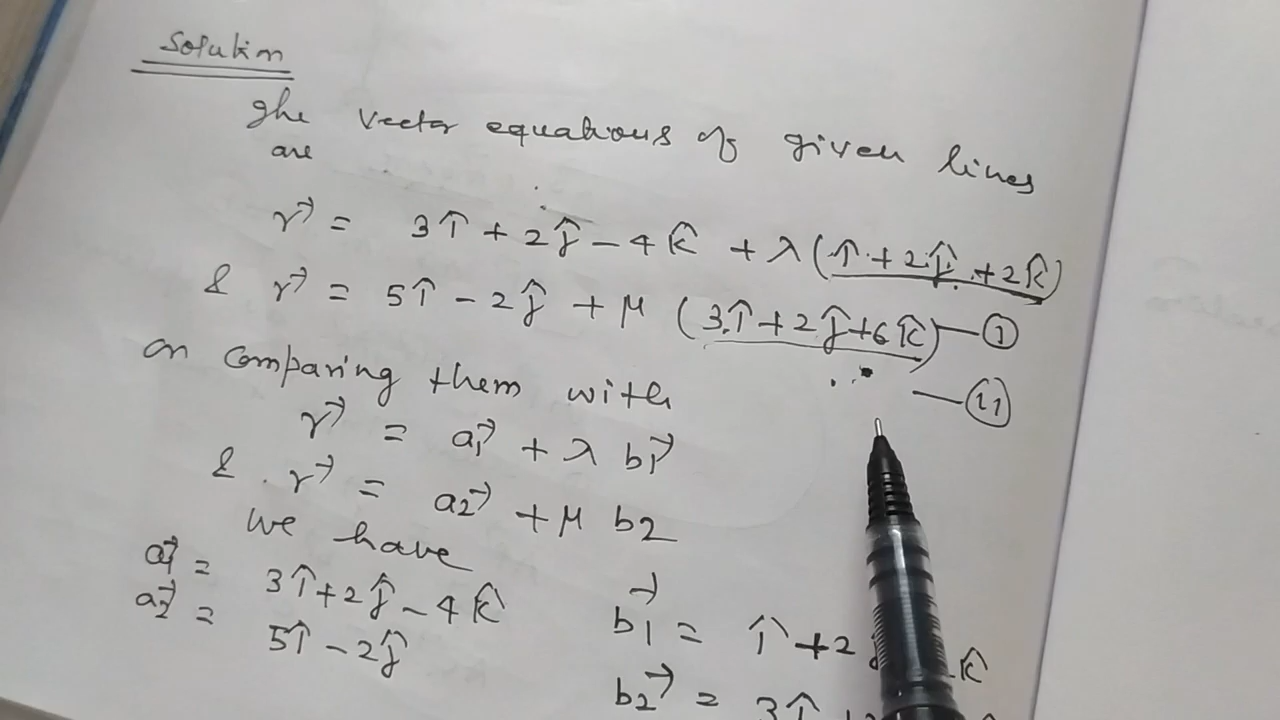 Solution
The vector equations of given lines
are
r⃗ = 3î + 2ĵ - 4k̂ + λ(î + 2ĵ + 2k̂)
& r⃗ = 5î - 2ĵ + μ (3î + 2ĵ + 6k̂) — ①
— (ii)
on comparing them with
r⃗ = a₁⃗ + λ b₁⃗
& r⃗ = a₂⃗ + μ b₂
we have
a₁⃗ = 3î + 2ĵ - 4k̂
a₂⃗ = 5î - 2ĵ
b₁⃗ = î + 2ĵ k̂
b₂⃗ = 3î